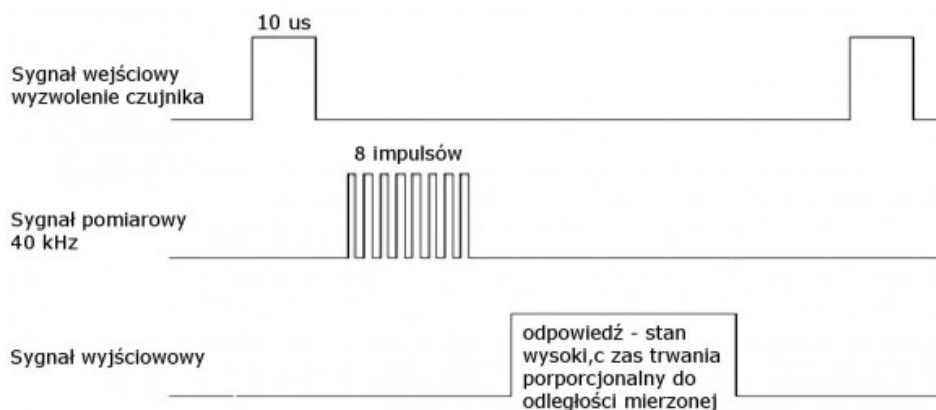 10 us
Sygnał wejściowy
wyzwolenie czujnika
8 impulsów
Sygnał pomiarowy
40 kHz
Sygnał wyjściowowy
odpowiedź - stan
wysoki,c zas trwania
porporcjonalny do
odległości mierzonej